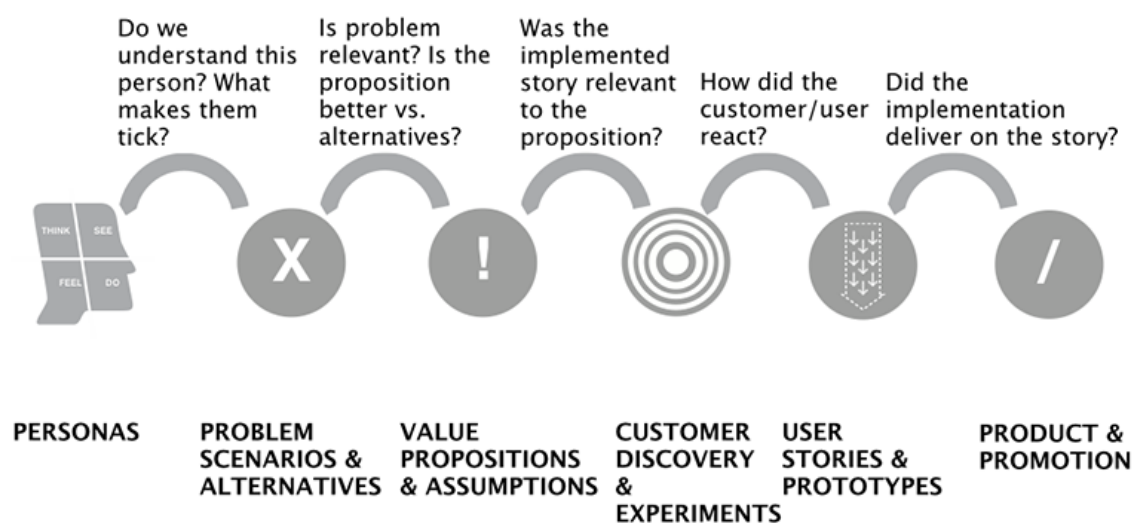 Do we
understand this
person? What
makes them
tick?
Is problem
relevant? Is the
proposition
better vs.
alternatives?
Was the
implemented
story relevant
to the
proposition?
How did the
customer/user
react?
Did the
implementation
deliver on the story?
THINK SEE
FEEL DO
X
!
/
PERSONAS
PROBLEM
SCENARIOS &
ALTERNATIVES
VALUE
PROPOSITIONS
& ASSUMPTIONS
CUSTOMER
DISCOVERY
&
EXPERIMENTS
USER
STORIES &
PROTOTYPES
PRODUCT &
PROMOTION